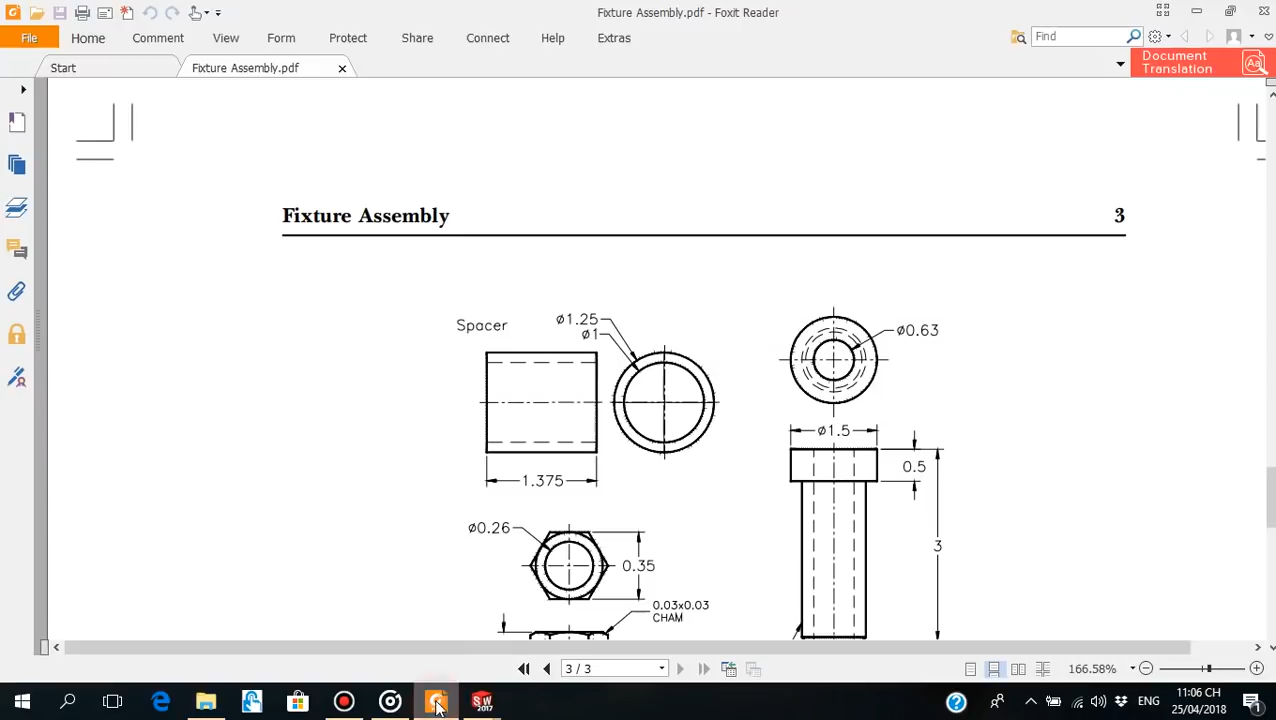 Fixture Assembly.pdf - Foxit Reader
File Home Comment View Form Protect Share Connect Help Extras
Find
Start
Fixture Assembly.pdf
Document
Translation
Fixture Assembly 3
Spacer
ø1.25
ø1
1.375
ø0.63
ø1.5
0.5
3
ø0.26
0.35
0.03x0.03
CHAM
3 / 3
166.58%
SW
2017
ENG
11:06 CH
25/04/2018
1